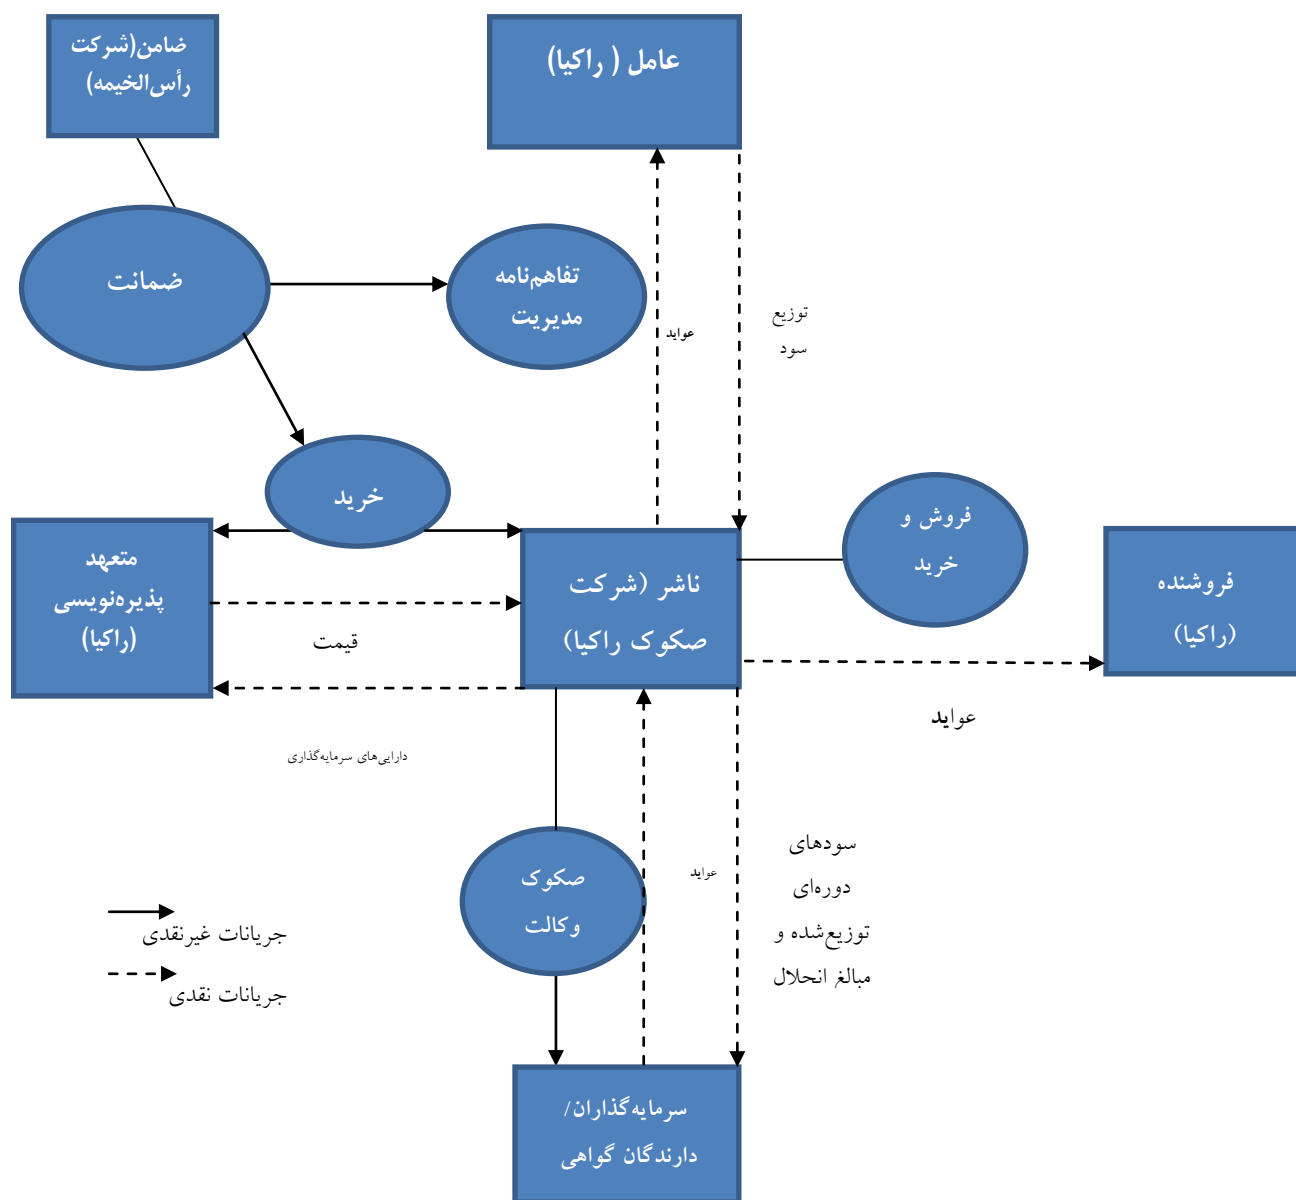 ضامن(شرکت
رأس‌الخیمه)
عامل ( راکیا)
ضمانت
تفاهم‌نامه
مدیریت
عواید
توزیع
سود
خرید
فروش و
خرید
متعهد
پذیره‌نویسی
(راکیا)
ناشر (شرکت
صکوک راکیا)
فروشنده
(راکیا)
قیمت
عواید
دارایی‌های سرمایه‌گذاری
صکوک
وکالت
عواید
سودهای
دوره‌ای
توزیع‌شده و
مبالغ انحلال
جریانات غیرنقدی
جریانات نقدی
سرمایه‌گذاران/
دارندگان گواهی